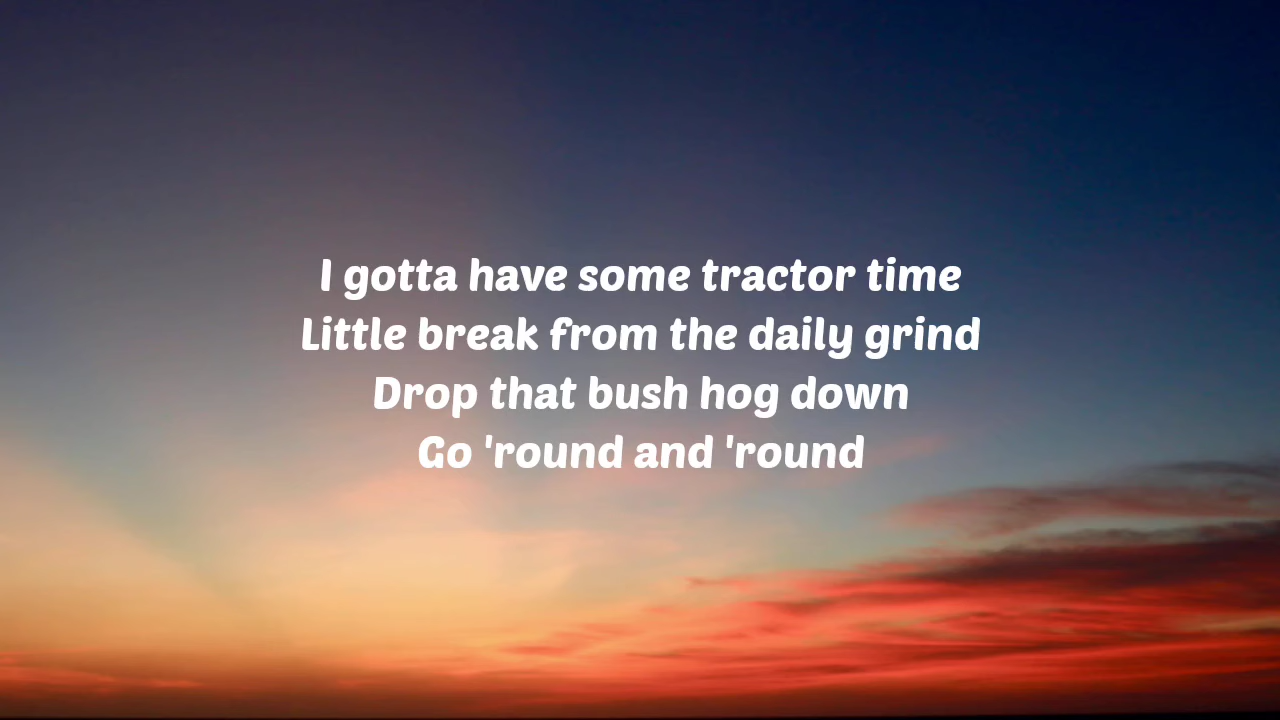 I gotta have some tractor time
Little break from the daily grind
Drop that bush hog down
Go 'round and 'round